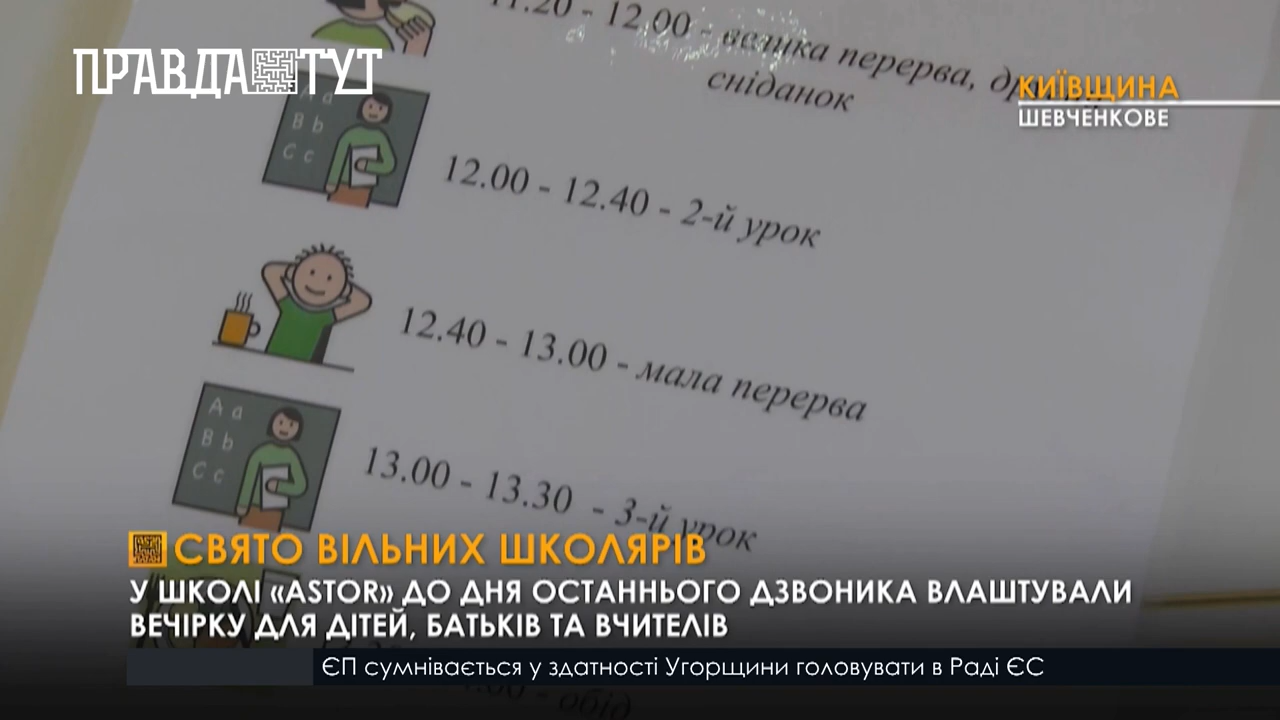 11.20 - 12.00 - велика перерва,
сніданок
ПРАВДА ТУТ
КИЇВЩИНА
ШЕВЧЕНКОВЕ
Aa
Bb
Cc
12.00 - 12.40 - 2-й урок
12.40 - 13.00 - мала перерва
Aa
Bb
Cc
13.00 - 13.30 - 3-й урок
СВЯТО ВІЛЬНИХ ШКОЛЯРІВ
У ШКОЛІ «ASTOR» ДО ДНЯ ОСТАННЬОГО ДЗВОНИКА ВЛАШТУВАЛИ
ВЕЧІРКУ ДЛЯ ДІТЕЙ, БАТЬКІВ ТА ВЧИТЕЛІВ
ЄП сумнівається у здатності Угорщини головувати в Раді ЄС
обід